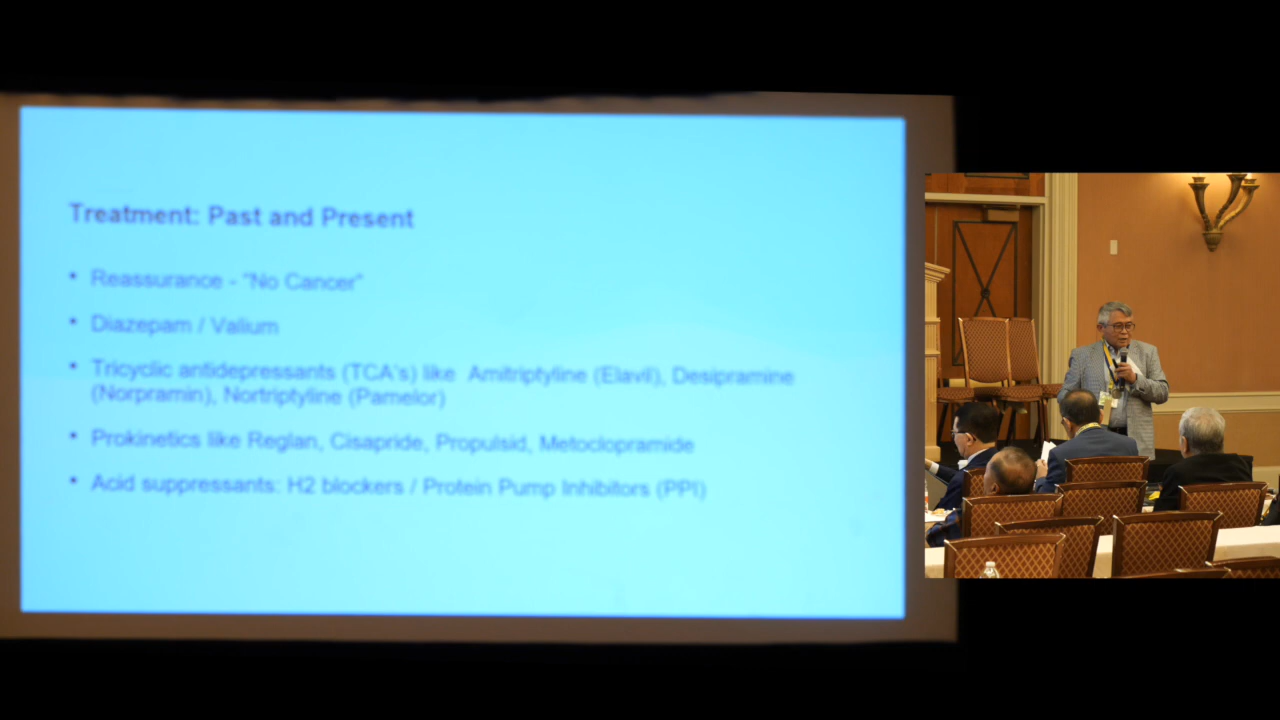 Treatment: Past and Present
• Reassurance - "No Cancer"
• Diazepam / Valium
• Tricyclic antidepressants (TCA's) like Amitriptyline (Elavil), Desipramine
(Norpramin), Nortriptyline (Pamelor)
• Prokinetics like Reglan, Cisapride, Propulsid, Metoclopramide
• Acid suppressants: H2 blockers / Protein Pump Inhibitors (PPI)